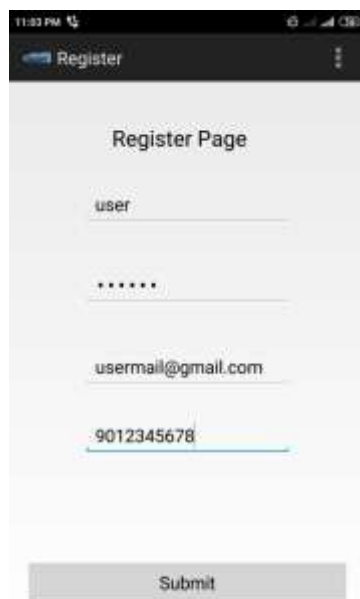 11:03 PM
Register
Register Page
user
••••••
usermail@gmail.com
9012345678
Submit